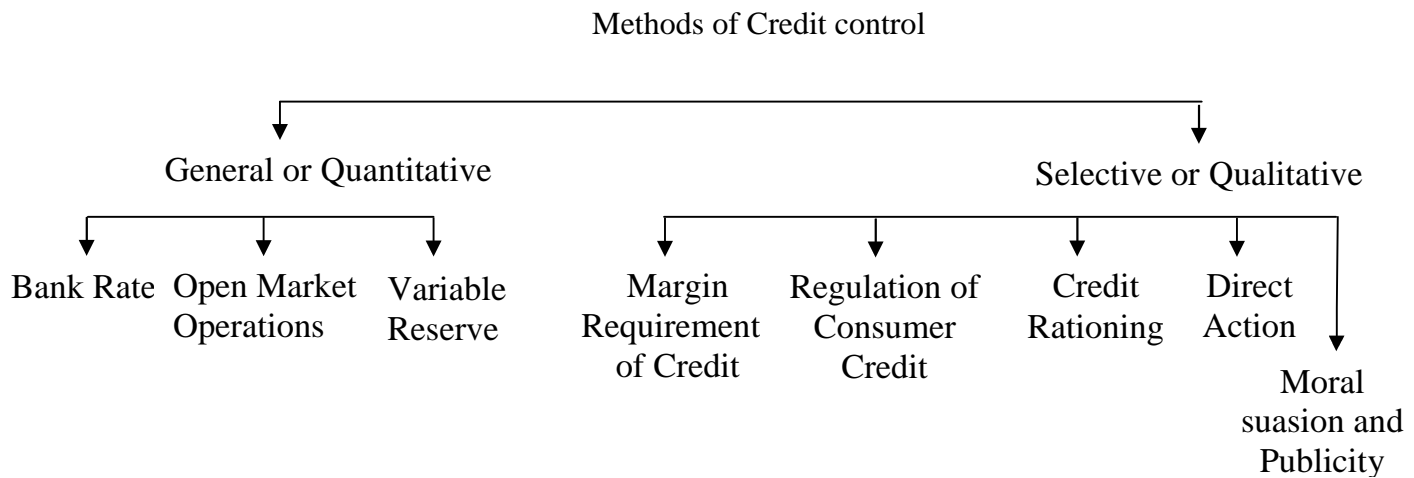 Methods of Credit control
General or Quantitative
Selective or Qualitative
Bank Rate
Open Market
Operations
Variable
Reserve
Margin
Requirement
of Credit
Regulation of
Consumer
Credit
Credit
Rationing
Direct
Action
Moral
suasion and
Publicity